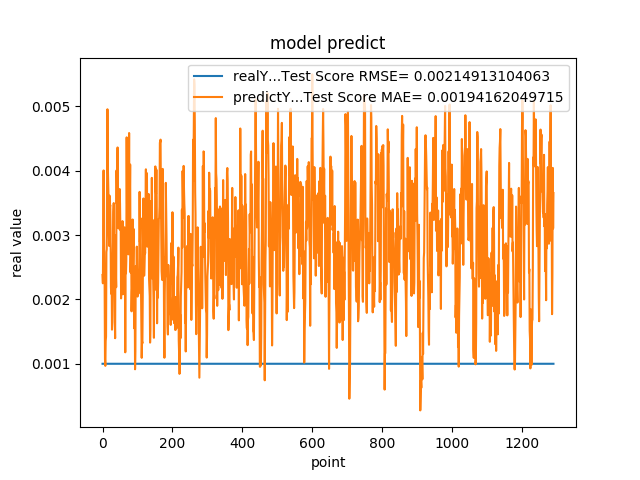 model predict
realY...Test Score RMSE= 0.00214913104063
predictY...Test Score MAE= 0.00194162049715
0.005
0.004
0.003
0.002
0.001
real value
0 200 400 600 800 1000 1200
point